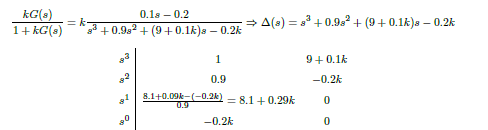 kG(s)/(1 + kG(s)) = k (0.1s − 0.2)/(s³ + 0.9s² + (9 + 0.1k)s − 0.2k) ⇒ Δ(s) = s³ + 0.9s² + (9 + 0.1k)s − 0.2k
s³ | 1 9 + 0.1k
s² | 0.9 −0.2k
s¹ | (8.1+0.09k−(−0.2k))/0.9 = 8.1 + 0.29k 0
s⁰ | −0.2k 0